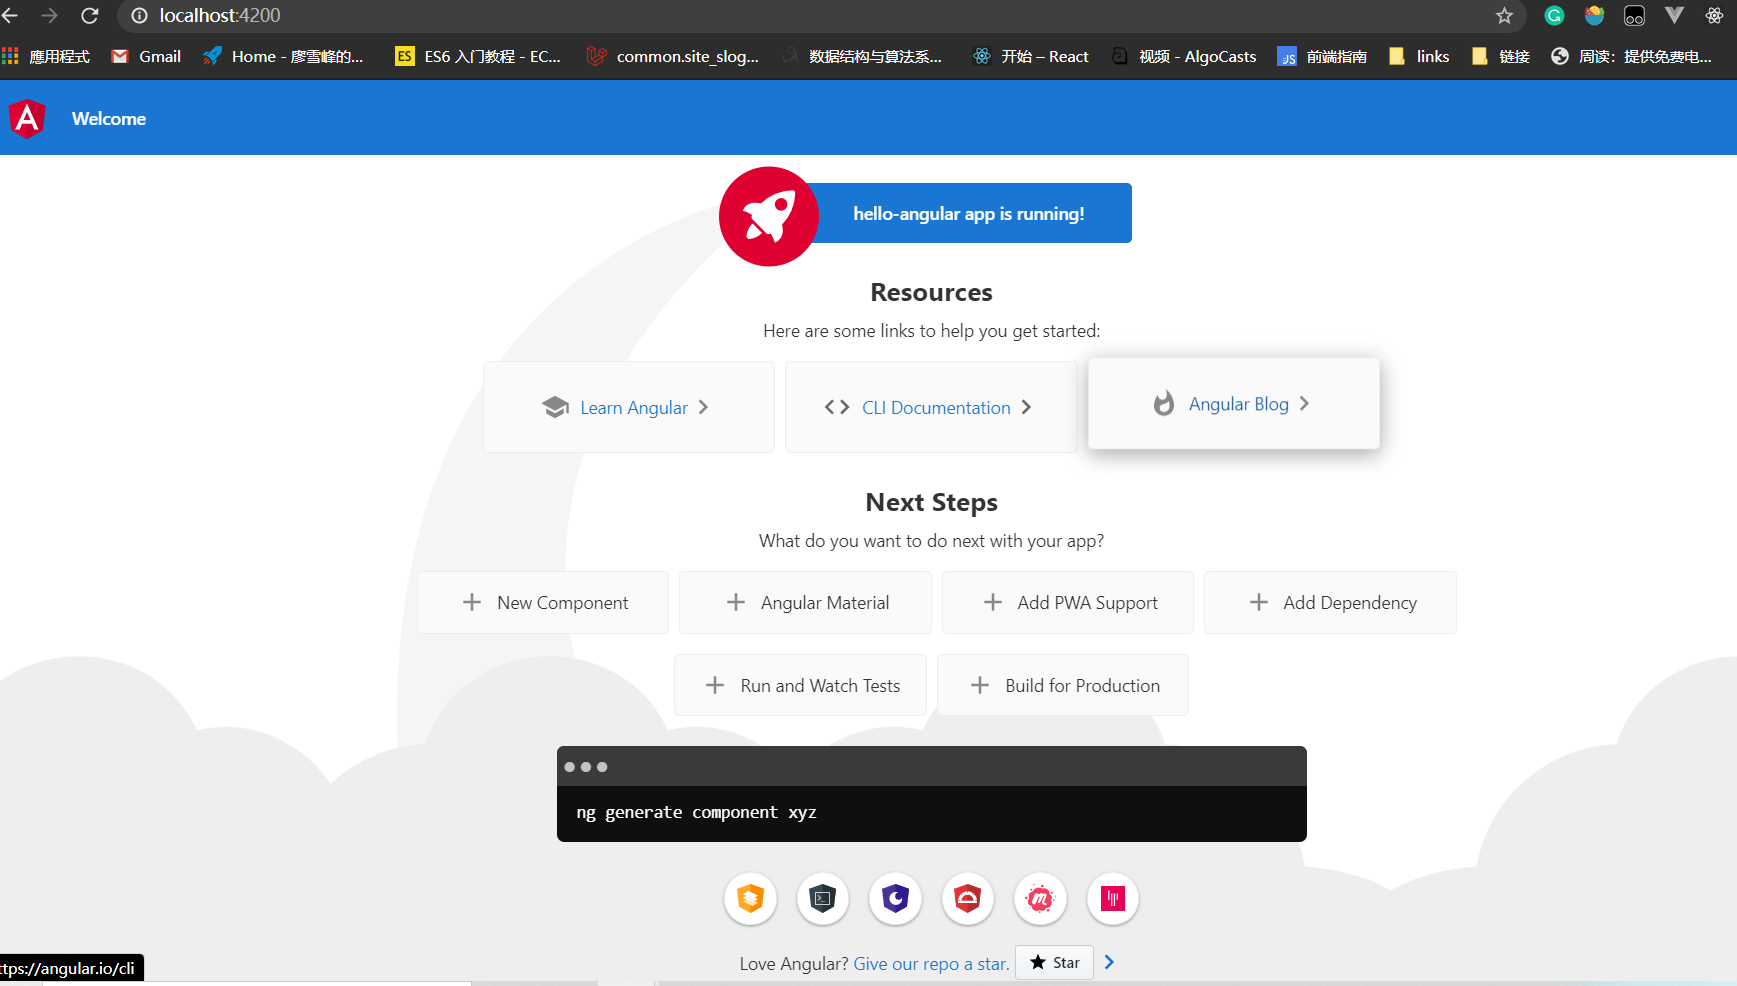 localhost:4200
應用程式 Gmail Home - 廖雪峰的... ES ES6 入门教程 - EC... common.site_slog... 数据结构与算法系... 开始 – React 视频 - AlgoCasts JS 前端指南 links 链接 周读：提供免费电...
Welcome
hello-angular app is running!
Resources
Here are some links to help you get started:
Learn Angular
CLI Documentation
Angular Blog
Next Steps
What do you want to do next with your app?
New Component
Angular Material
Add PWA Support
Add Dependency
Run and Watch Tests
Build for Production
ng generate component xyz
Love Angular? Give our repo a star. Star
ttps://angular.io/cli